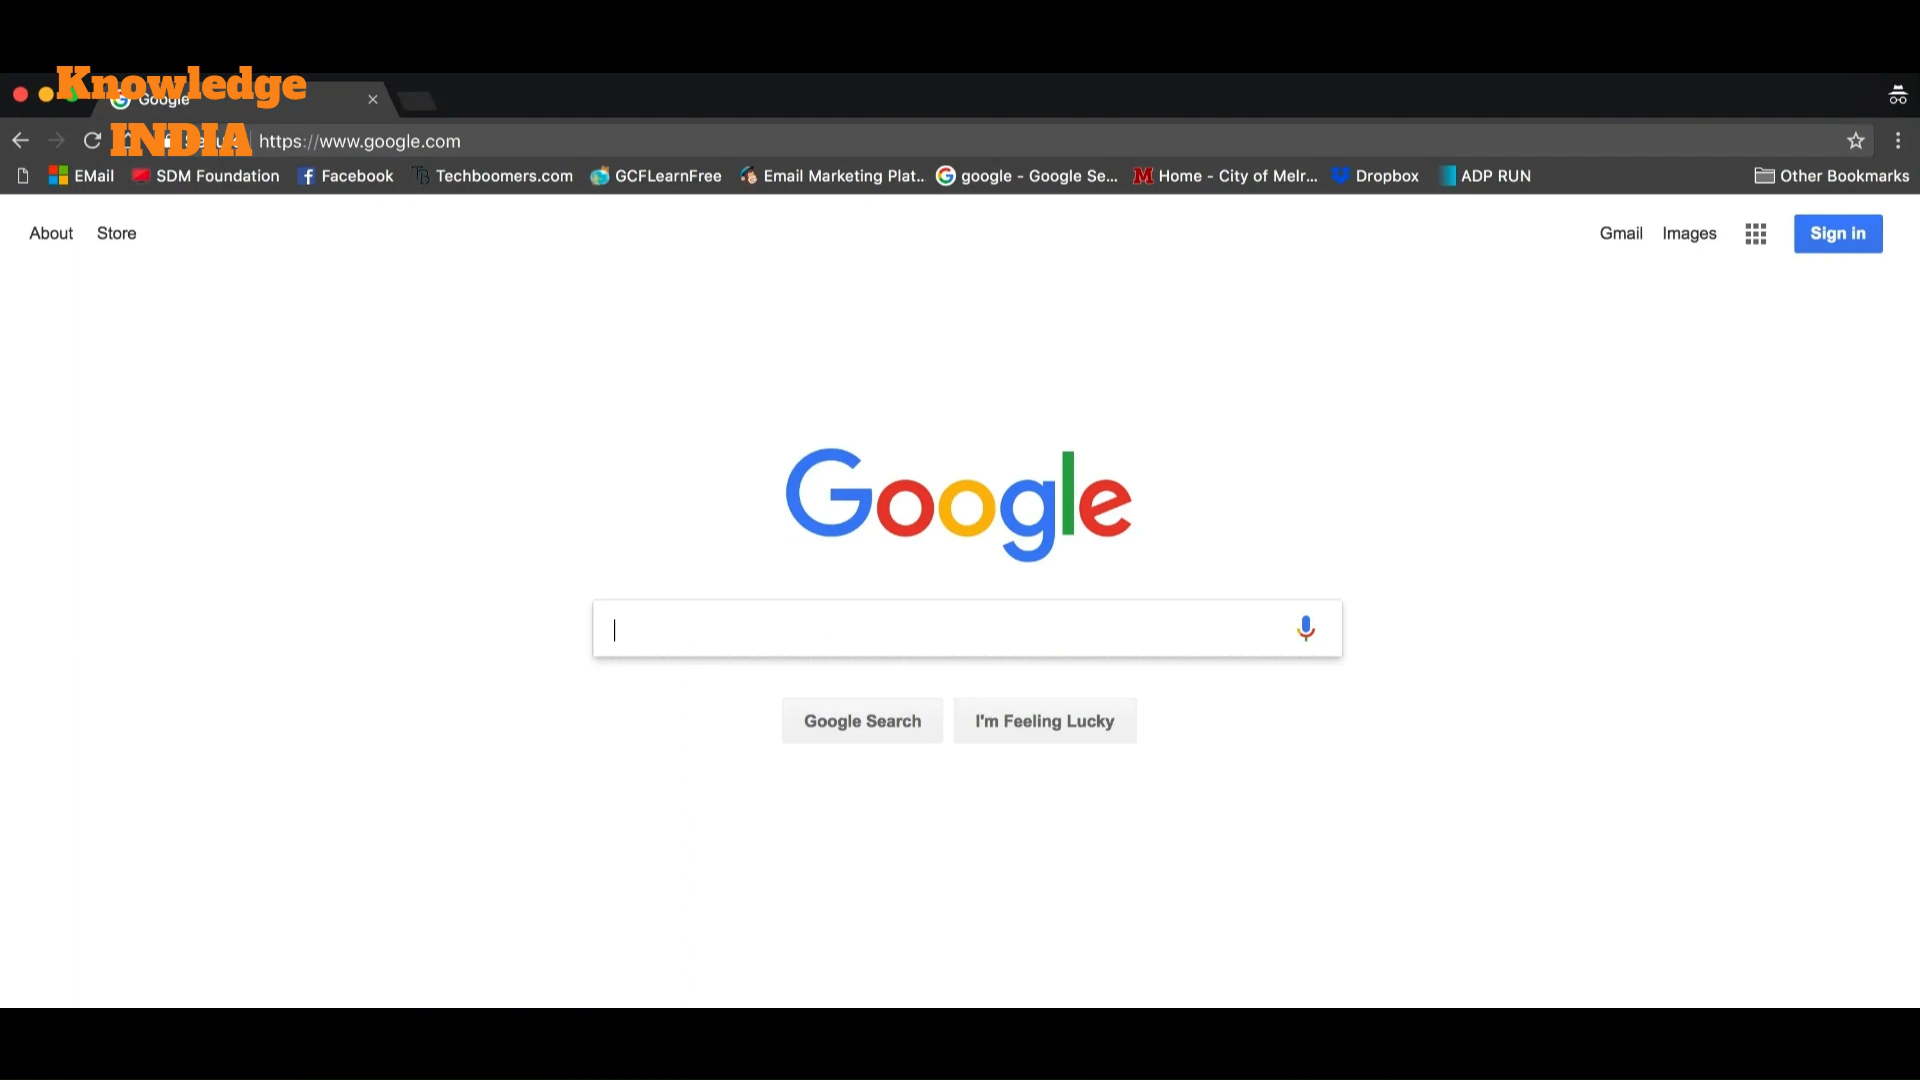 Knowledge
INDIA
Google
https://www.google.com
EMail SDM Foundation Facebook Techboomers.com GCFLearnFree Email Marketing Plat... google - Google Se... Home - City of Melr... Dropbox ADP RUN Other Bookmarks
About Store Gmail Images Sign in
Google
Google Search I'm Feeling Lucky